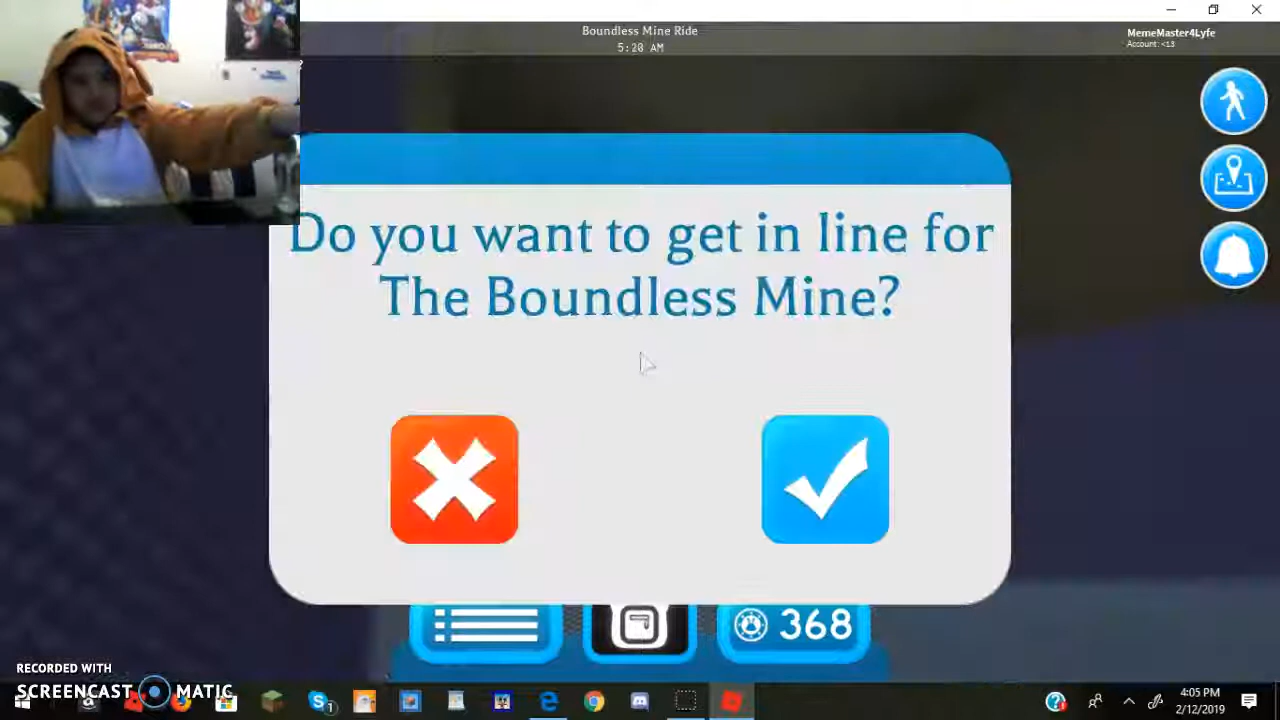 Boundless Mine Ride
5:20 AM
MemeMaster4Lyfe
Account: <13
Do you want to get in line for
The Boundless Mine?
368
RECORDED WITH
SCREENCAST MATIC
4:05 PM
2/12/2019